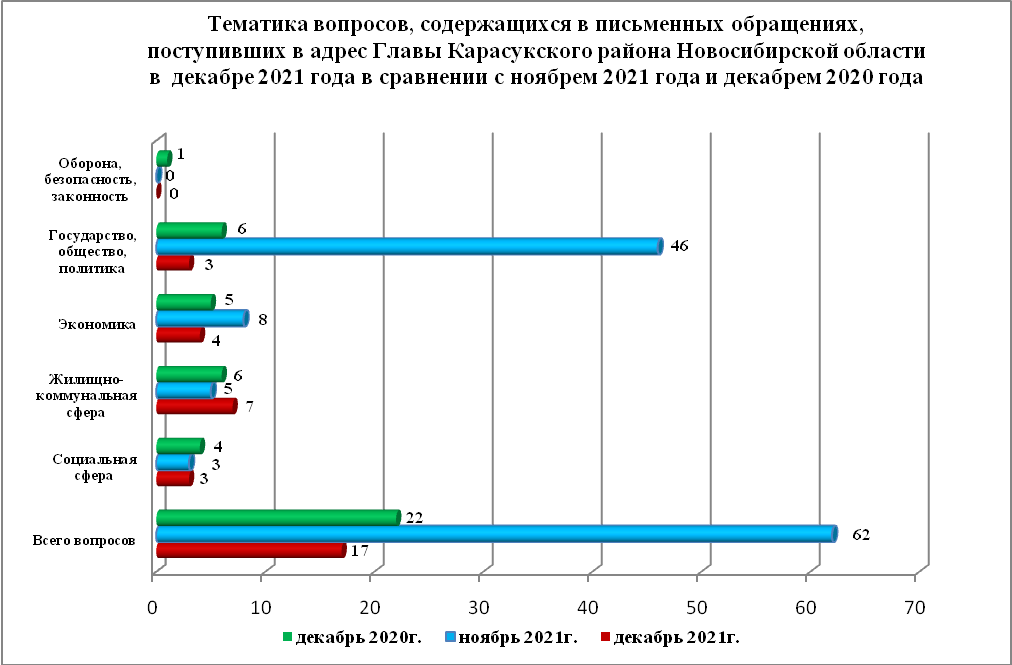 Тематика вопросов, содержащихся в письменных обращениях,
поступивших в адрес Главы Карасукского района Новосибирской области
в декабре 2021 года в сравнении с ноябрем 2021 года и декабрем 2020 года
Оборона,
безопасность,
законность
1
0
0
Государство,
общество,
политика
6
46
3
Экономика
5
8
4
Жилищно-
коммунальная
сфера
6
5
7
Социальная
сфера
4
3
3
Всего вопросов
22
62
17
0 10 20 30 40 50 60 70
декабрь 2020г. ноябрь 2021г. декабрь 2021г.